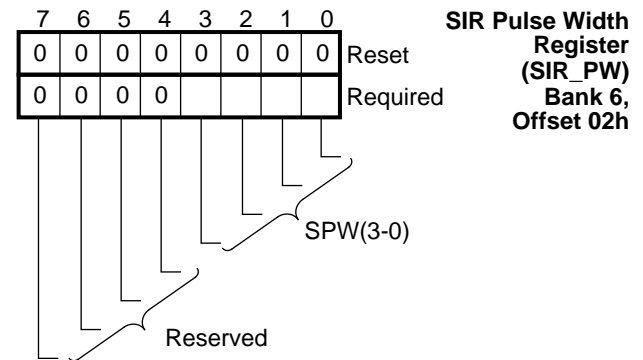 7 6 5 4 3 2 1 0
0 0 0 0 0 0 0 0 Reset
0 0 0 0 Required
SIR Pulse Width
Register
(SIR_PW)
Bank 6,
Offset 02h
SPW(3-0)
Reserved